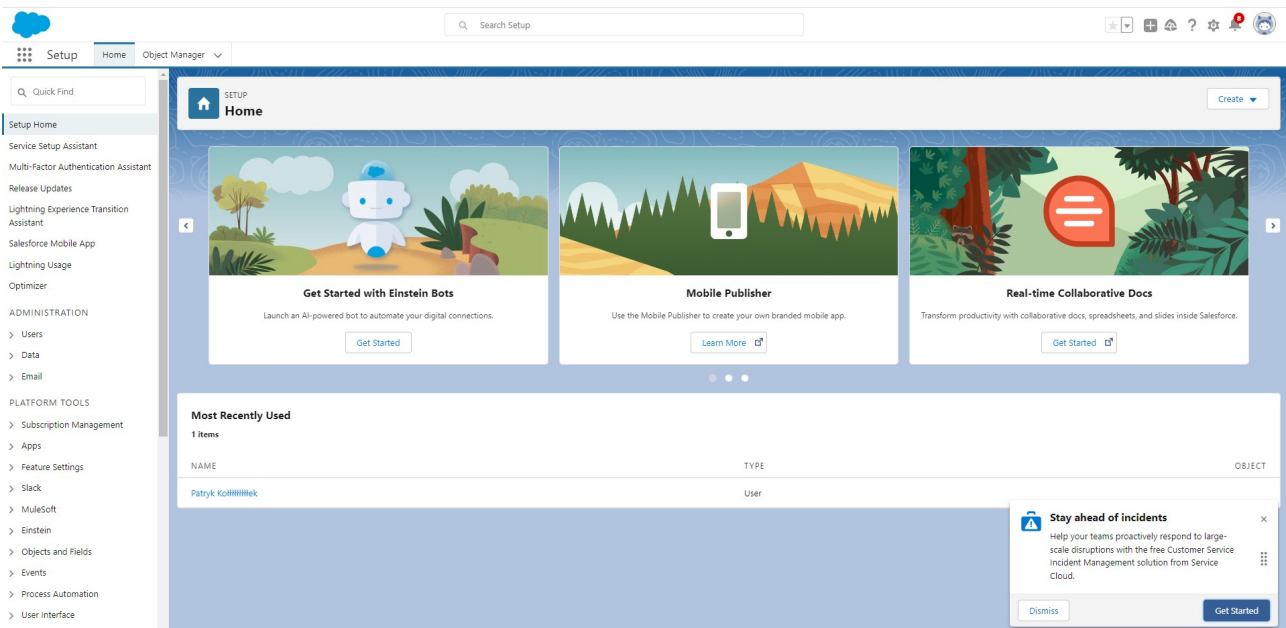 Search Setup
8
Setup
Home
Object Manager
Quick Find
Setup Home
Service Setup Assistant
Multi-Factor Authentication Assistant
Release Updates
Lightning Experience Transition
Assistant
Salesforce Mobile App
Lightning Usage
Optimizer
ADMINISTRATION
Users
Data
Email
PLATFORM TOOLS
Subscription Management
Apps
Feature Settings
Slack
MuleSoft
Einstein
Objects and Fields
Events
Process Automation
User Interface
SETUP
Home
Create
Get Started with Einstein Bots
Launch an AI-powered bot to automate your digital connections.
Get Started
Mobile Publisher
Use the Mobile Publisher to create your own branded mobile app.
Learn More
Real-time Collaborative Docs
Transform productivity with collaborative docs, spreadsheets, and slides inside Salesforce.
Get Started
Most Recently Used
1 items
NAME TYPE OBJECT
Patryk User
Stay ahead of incidents
Help your teams proactively respond to large-
scale disruptions with the free Customer Service
Incident Management solution from Service
Cloud.
Dismiss
Get Started